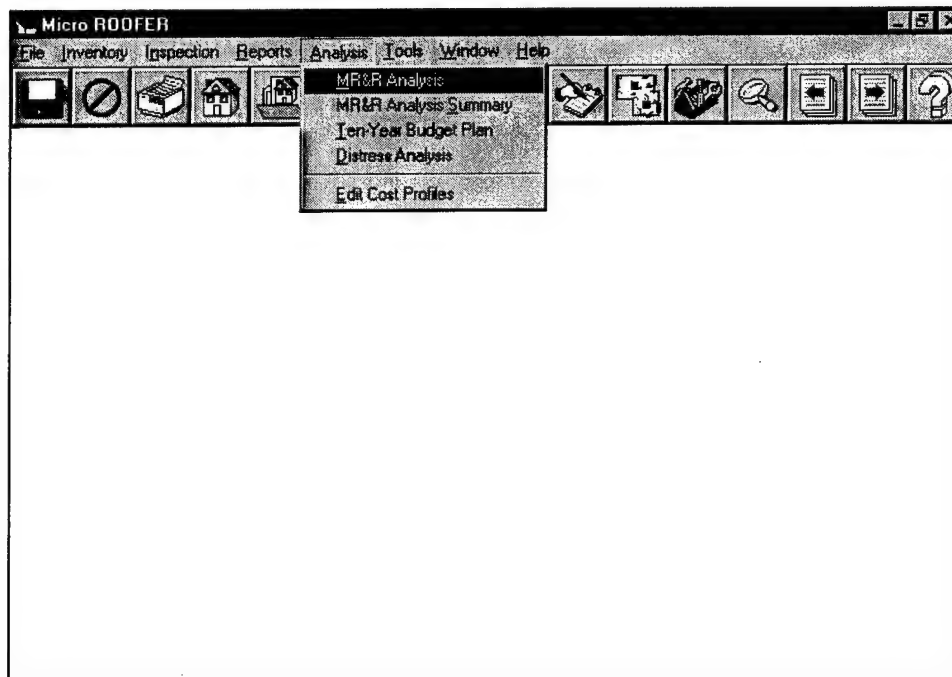 Micro ROOFER
File Inventory Inspection Reports Analysis Tools Window Help
MR&R Analysis
MR&R Analysis Summary
Ten-Year Budget Plan
Distress Analysis
Edit Cost Profiles